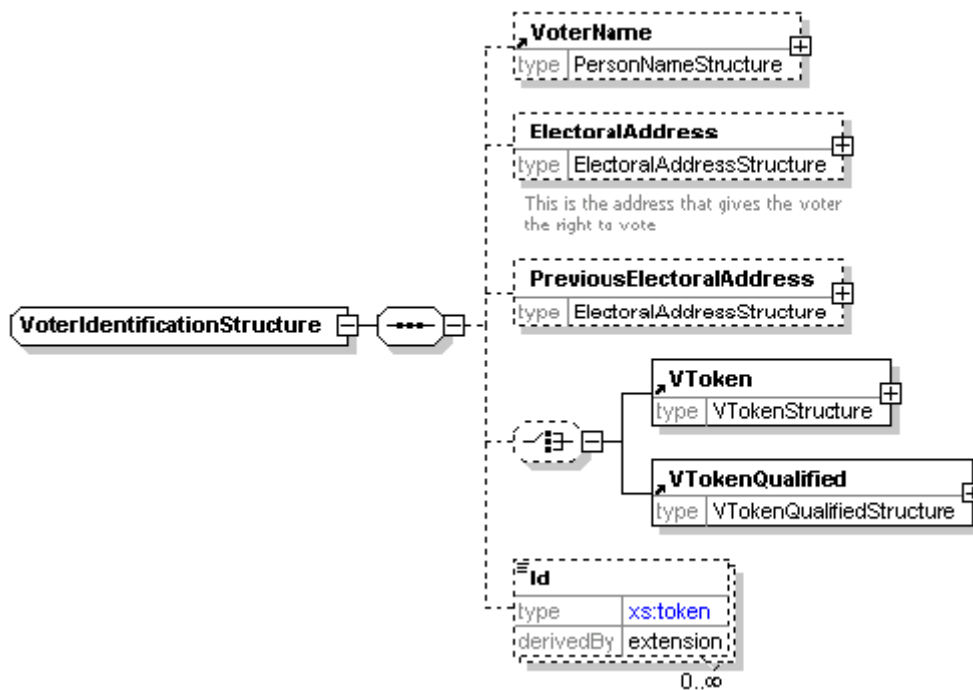 VoterName
type PersonNameStructure
ElectoralAddress
type ElectoralAddressStructure
This is the address that gives the voter
the right to vote
PreviousElectoralAddress
type ElectoralAddressStructure
VoterIdentificationStructure
VToken
type VTokenStructure
VTokenQualified
type VTokenQualifiedStructure
Id
type xs:token
derivedBy extension
0..∞